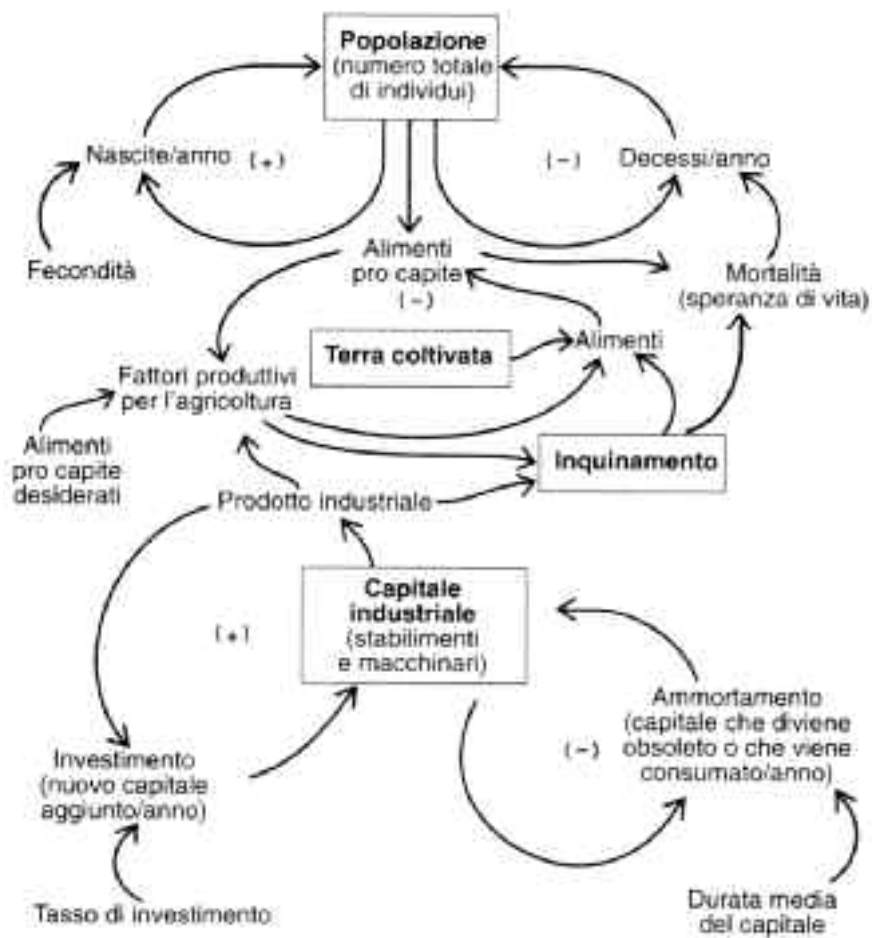 Popolazione
(numero totale
di individui)
Nascite/anno (+)
(−) Decessi/anno
Fecondità
Alimenti
pro capite
(−)
Mortalità
(speranza di vita)
Terra coltivata
Alimenti
Fattori produttivi
per l'agricoltura
Alimenti
pro capite
desiderati
Inquinamento
Prodotto industriale
Capitale
industriale
(stabilimenti
e macchinari)
(+)
Ammortamento
(capitale che diviene
obsoleto o che viene
consumato/anno)
(−)
Investimento
(nuovo capitale
aggiunto/anno)
Tasso di investimento
Durata media
del capitale